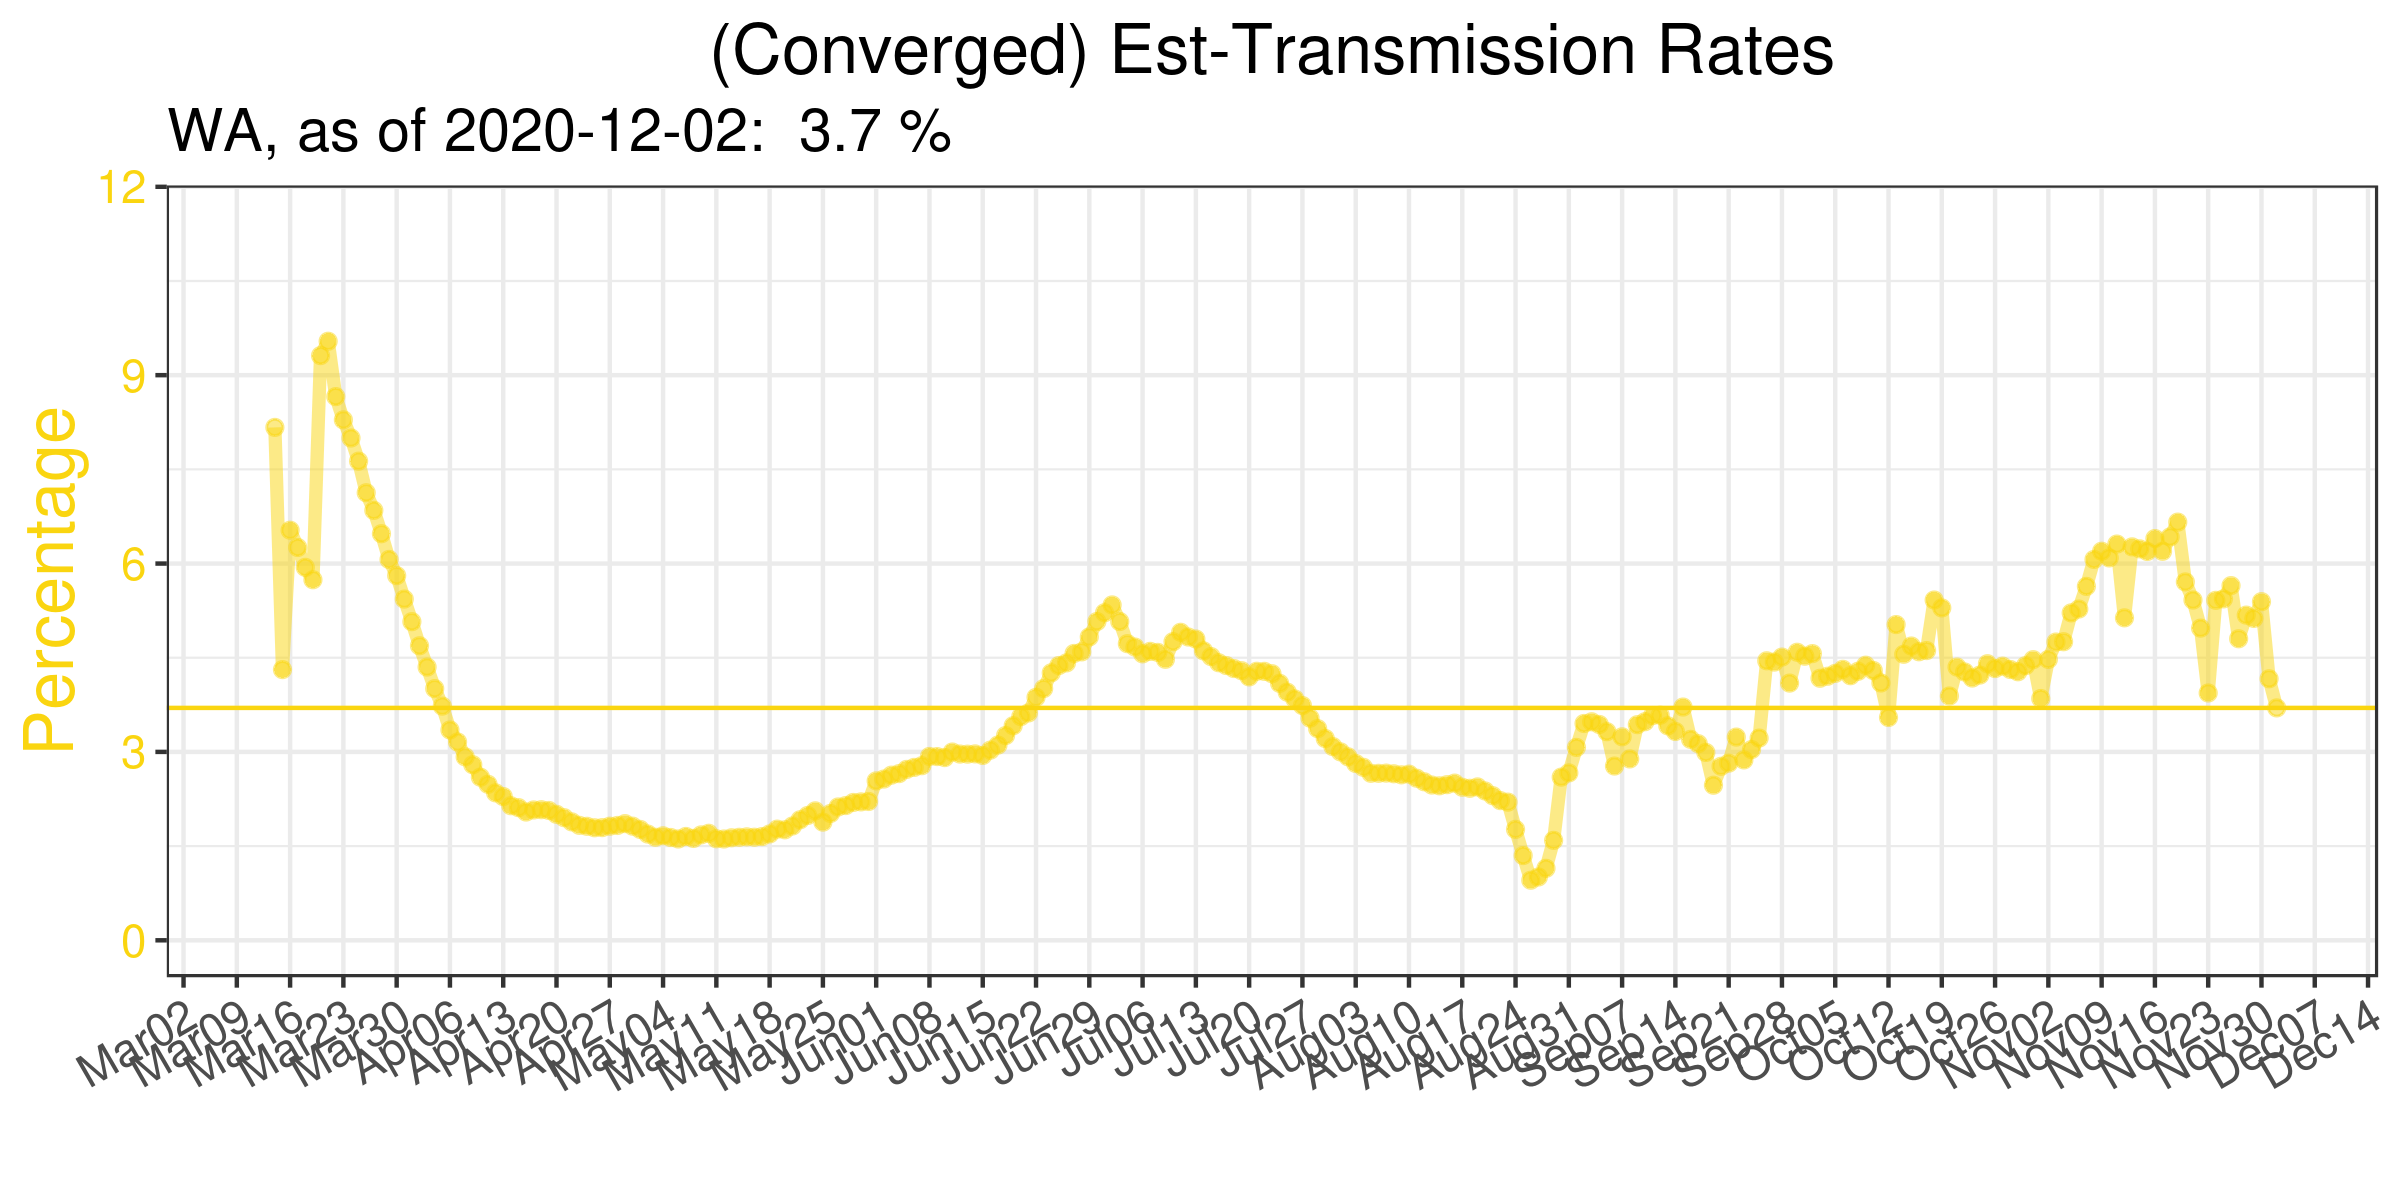 (Converged) Est-Transmission Rates
WA, as of 2020-12-02:  3.7 %
Percentage
12
9
6
3
0
Mar02 Mar09 Mar16 Mar23 Mar30 Apr06 Apr13 Apr20 Apr27 May04 May11 May18 May25 Jun01 Jun08 Jun15 Jun22 Jun29 Jul06 Jul13 Jul20 Jul27 Aug03 Aug10 Aug17 Aug24 Aug31 Sep07 Sep14 Sep21 Sep28 Oct05 Oct12 Oct19 Oct26 Nov02 Nov09 Nov16 Nov23 Nov30 Dec07 Dec14